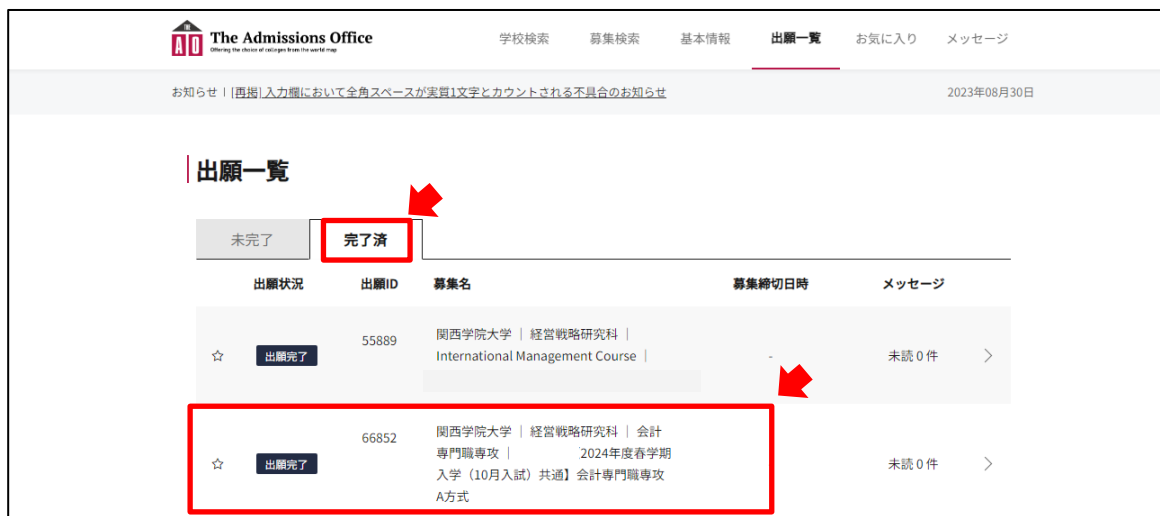 THE
AO
The Admissions Office
Offering the choice of colleges from the world map
学校検索 募集検索 基本情報 出願一覧 お気に入り メッセージ
お知らせ | [再掲] 入力欄において全角スペースが実質1文字とカウントされる不具合のお知らせ 2023年08月30日
出願一覧
未完了 完了済
出願状況 出願ID 募集名 募集締切日時 メッセージ
☆ 出願完了 55889 関西学院大学 | 経営戦略研究科 |
International Management Course |
- 未読 0 件 >
☆ 出願完了 66852 関西学院大学 | 経営戦略研究科 | 会計
専門職専攻 | 2024年度春学期
入学（10月入試）共通】会計専門職専攻
A方式
未読 0 件 >